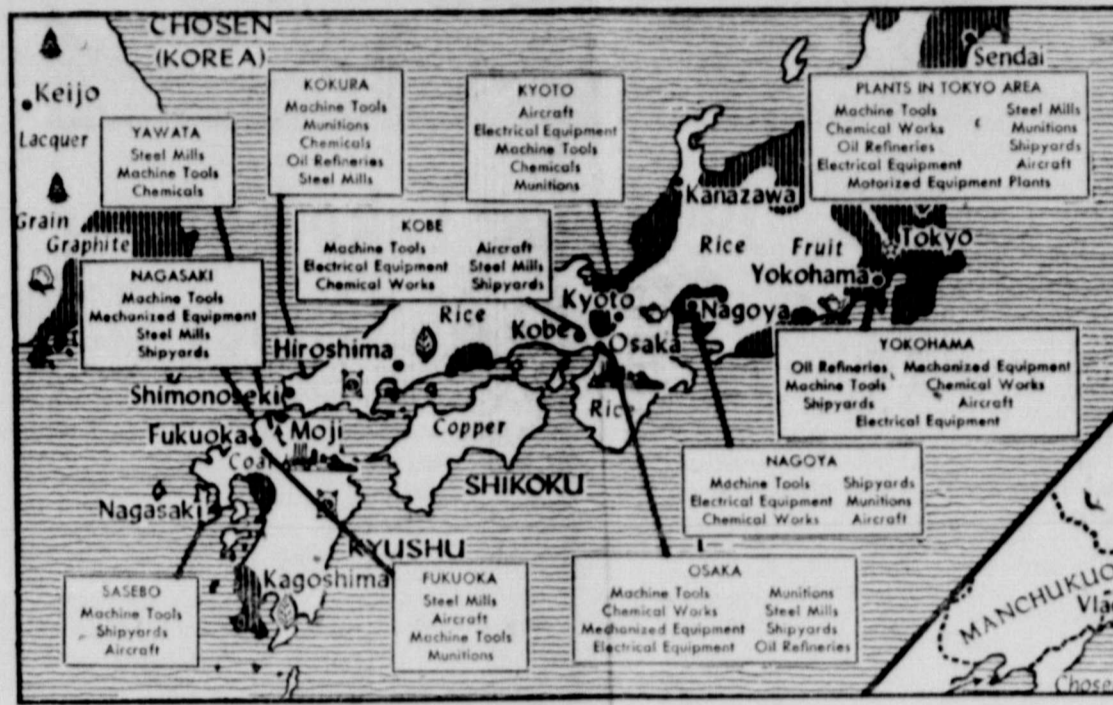 CHOSEN
(KOREA)
Keijo
Lacquer
Grain
Graphite
YAWATA
Steel Mills
Machine Tools
Chemicals
KOKURA
Machine Tools
Munitions
Chemicals
Oil Refineries
Steel Mills
KYOTO
Aircraft
Electrical Equipment
Machine Tools
Chemicals
Munitions
Sendai
PLANTS IN TOKYO AREA
Machine Tools Steel Mills
Chemical Works Munitions
Oil Refineries Shipyards
Electrical Equipment Aircraft
Motorized Equipment Plants
KOBE
Machine Tools Aircraft
Electrical Equipment Steel Mills
Chemical Works Shipyards
Kanazawa
Rice Fruit
Tokyo
Yokohama
NAGASAKI
Machine Tools
Mechanized Equipment
Steel Mills
Shipyards
Rice
Kyoto
Kobe
Osaka
Nagoya
Hiroshima
Shimonoseki
Rice
Copper
Fukuoka
Moji
Coal
SHIKOKU
Nagasaki
KYUSHU
Kagoshima
YOKOHAMA
Oil Refineries Mechanized Equipment
Machine Tools Chemical Works
Shipyards Aircraft
Electrical Equipment
NAGOYA
Machine Tools Shipyards
Electrical Equipment Munitions
Chemical Works Aircraft
SASEBO
Machine Tools
Shipyards
Aircraft
FUKUOKA
Steel Mills
Aircraft
Machine Tools
Munitions
OSAKA
Machine Tools Munitions
Chemical Works Steel Mills
Mechanized Equipment Shipyards
Electrical Equipment Oil Refineries
MANCHUKUO
Vla
Chose